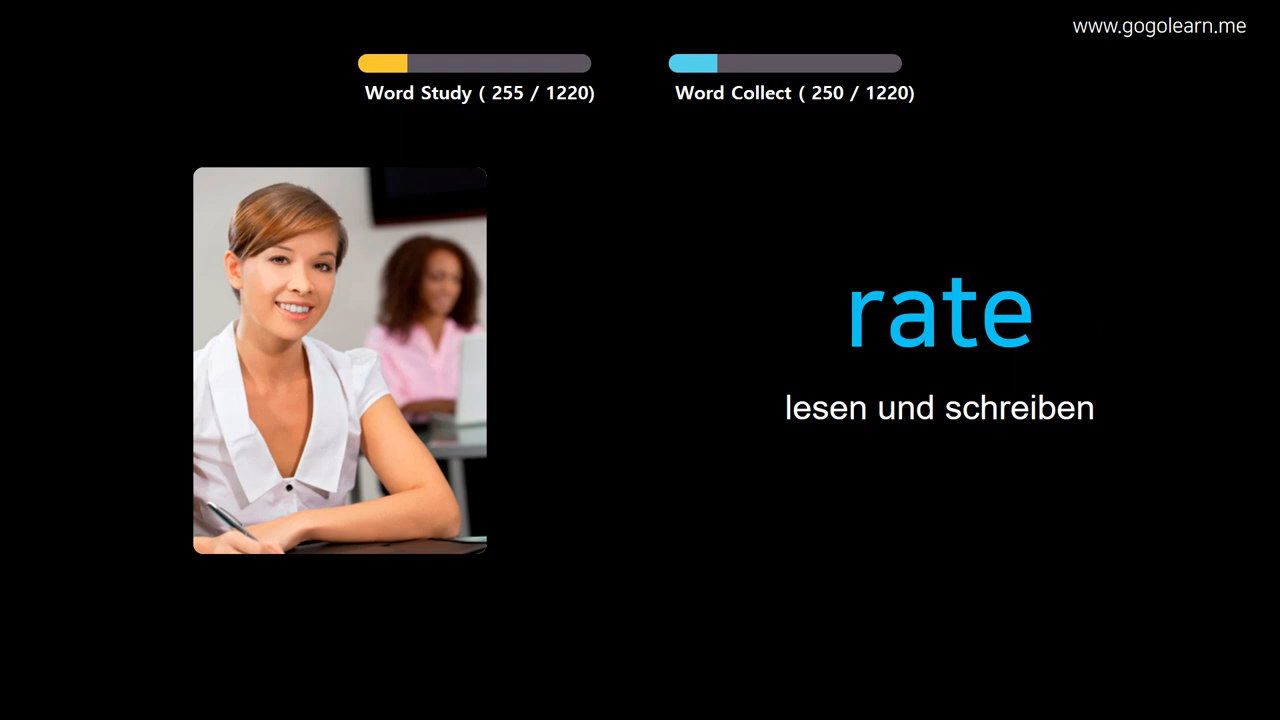 www.gogolearn.me
Word Study ( 255 / 1220)
Word Collect ( 250 / 1220)
rate
lesen und schreiben